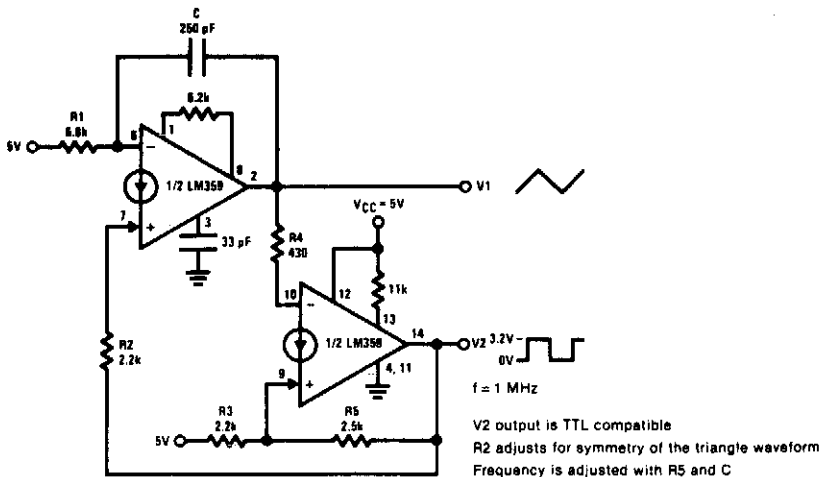 C
250 pF
6.2k
R1
6.8k
5V
6
1
8
−
1/2 LM359
2
V1
7
+
3
33 pF
VCC = 5V
R4
430
12
11k
10
13
−
14
V2
3.2V
0V
1/2 LM359
4, 11
9
+
R2
2.2k
f = 1 MHz
R3
2.2k
R5
2.5k
5V
V2 output is TTL compatible
R2 adjusts for symmetry of the triangle waveform
Frequency is adjusted with R5 and C